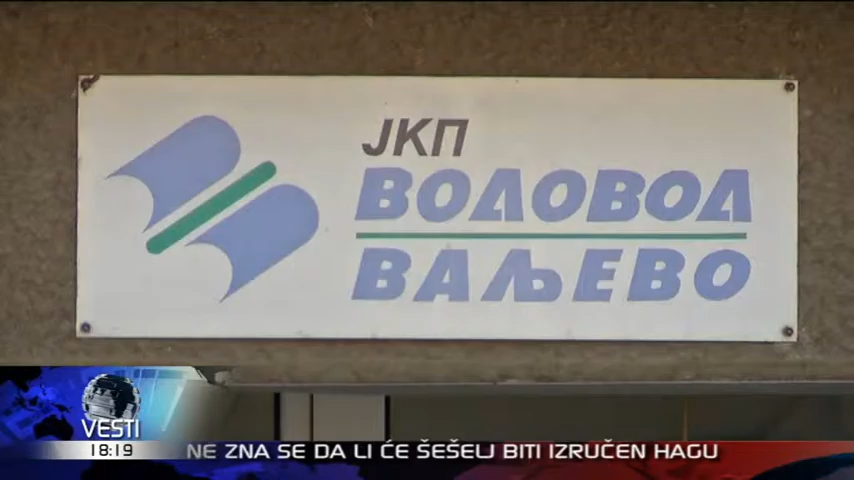 ЈКП
ВОДОВОД
ВАЉЕВО
VESTI
18:19
NE ZNA SE DA LI ĆE ŠEŠELJ BITI IZRUČEN HAGU